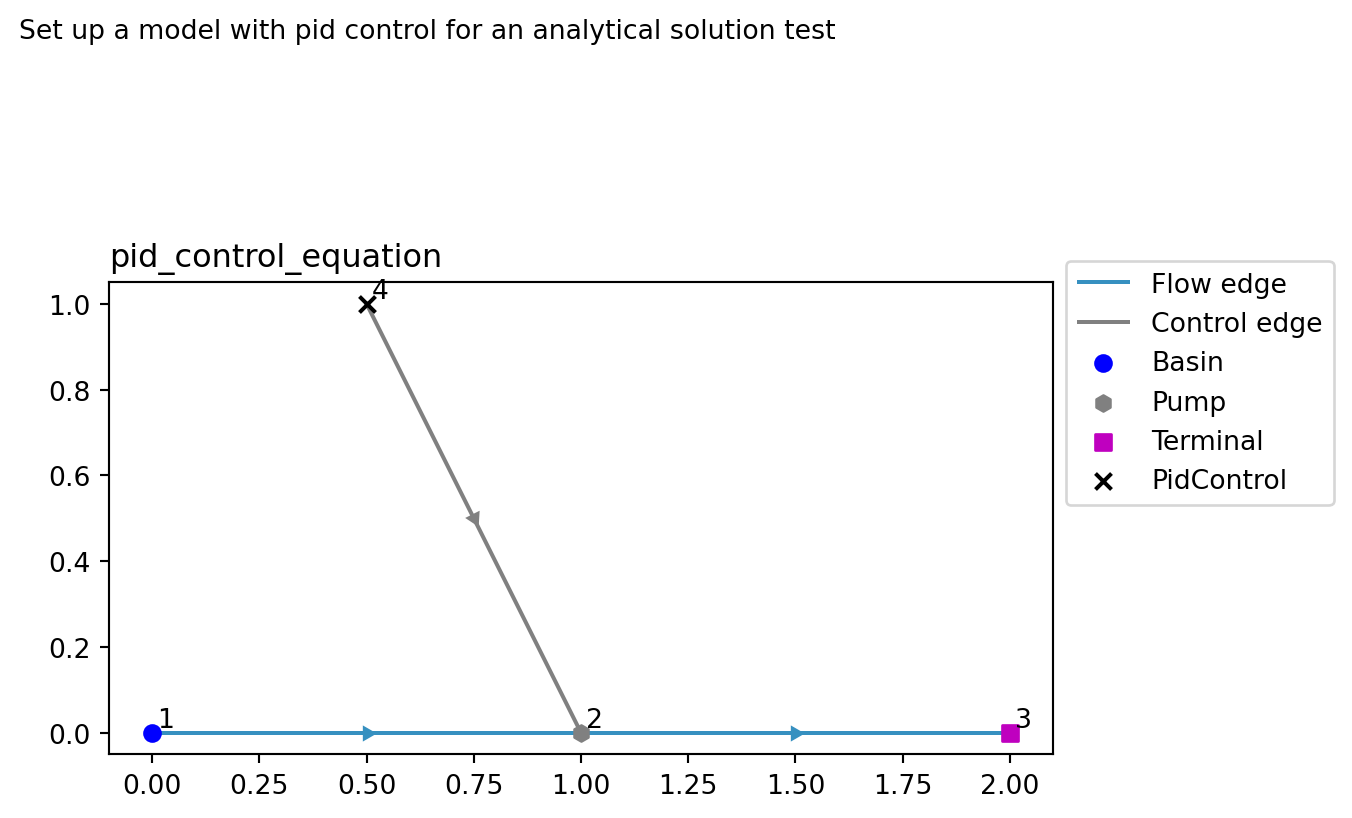 Set up a model with pid control for an analytical solution test
pid_control_equation
Flow edge
Control edge
Basin
Pump
Terminal
PidControl
4
1
2
3
1.0
0.8
0.6
0.4
0.2
0.0
0.00 0.25 0.50 0.75 1.00 1.25 1.50 1.75 2.00